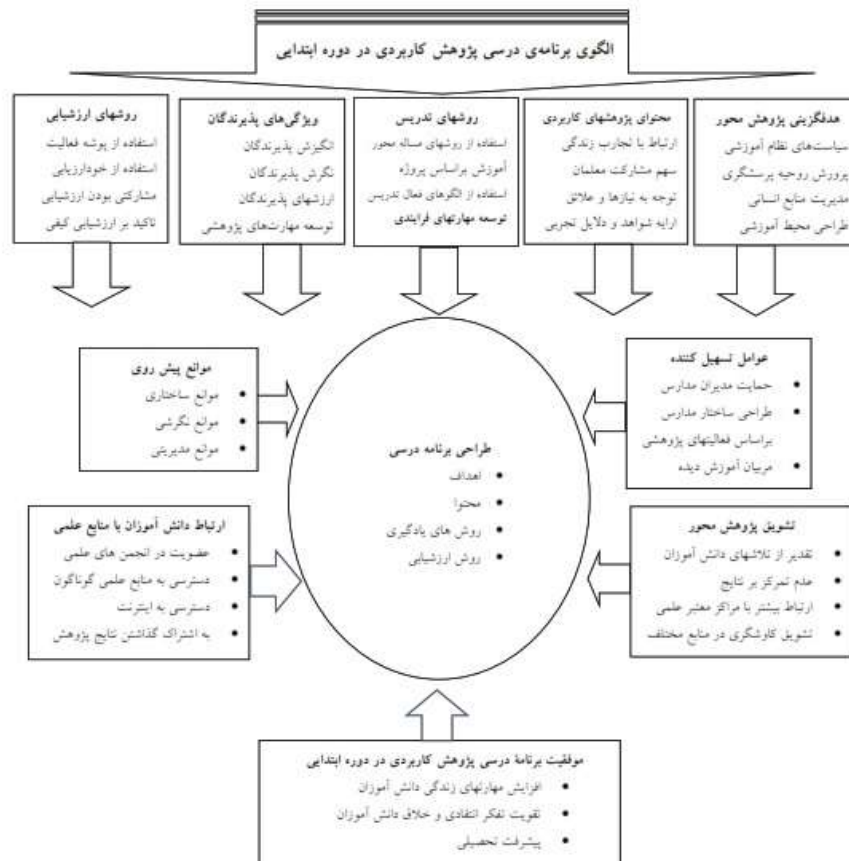 الگوی برنامه‌ی درسی پژوهش کاربردی در دوره ابتدایی
هدفگزینی پژوهش محور
سیاست‌های نظام آموزشی
پرورش روحیه پرسشگری
مدیریت منابع انسانی
طراحی محیط آموزشی
محتوای پژوهشهای کاربردی
ارتباط با تجارب زندگی
سهم مشارکت معلمان
توجه به نیازها و علائق
ارایه شواهد و دلایل تجربی
روشهای تدریس
استفاده از روشهای مساله محور
آموزش براساس پروژه
استفاده از الگوهای فعال تدریس
توسعه مهارتهای فرایندی
ویژگی‌های پذیرندگان
انگیزش پذیرندگان
نگرش پذیرندگان
ارزشهای پذیرندگان
توسعه مهارت‌های پژوهشی
روشهای ارزشیابی
استفاده از پوشه فعالیت
استفاده از خودارزیابی
مشارکتی بودن ارزشیابی
تاکید بر ارزشیابی کیفی
عوامل تسهیل کننده
• حمایت مدیران مدارس
• طراحی ساختار مدارس
براساس فعالیتهای پژوهشی
• مربیان آموزش دیده
موانع پیش روی
• موانع ساختاری
• موانع نگرشی
• موانع مدیریتی
طراحی برنامه درسی
• اهداف
• محتوا
• روش های یادگیری
• روش ارزشیابی
تشویق پژوهش محور
• تقدیر از تلاشهای دانش آموزان
• عدم تمرکز بر نتایج
• ارتباط بیشتر با مراکز معتبر علمی
• تشویق کاوشگری در منابع مختلف
ارتباط دانش آموزان با منابع علمی
• عضویت در انجمن های علمی
• دسترسی به منابع علمی گوناگون
• دسترسی به اینترنت
• به اشتراک گذاشتن نتایج پژوهش
موفقیت برنامۀ درسی پژوهش کاربردی در دوره ابتدایی
• افزایش مهارتهای زندگی دانش آموزان
• تقویت تفکر انتقادی و خلاق دانش آموزان
• پیشرفت تحصیلی